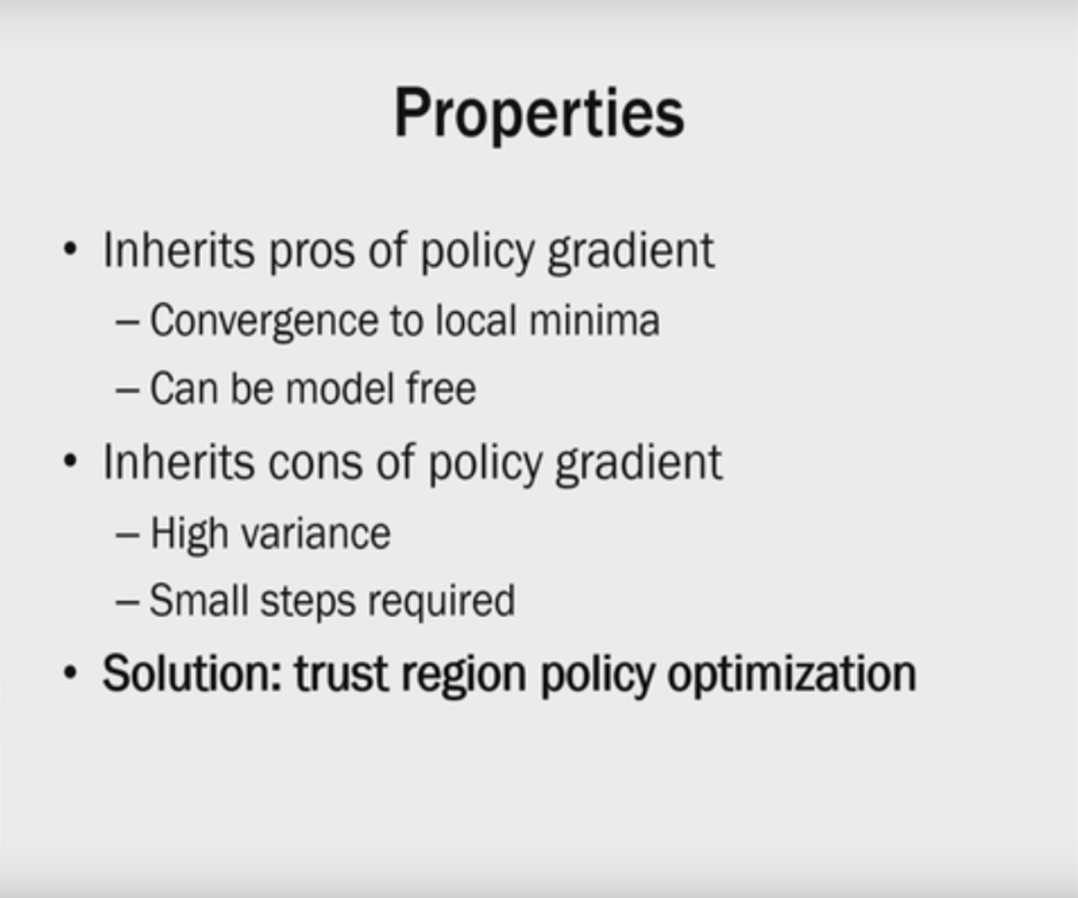 Properties
• Inherits pros of policy gradient
– Convergence to local minima
– Can be model free
• Inherits cons of policy gradient
– High variance
– Small steps required
• Solution: trust region policy optimization